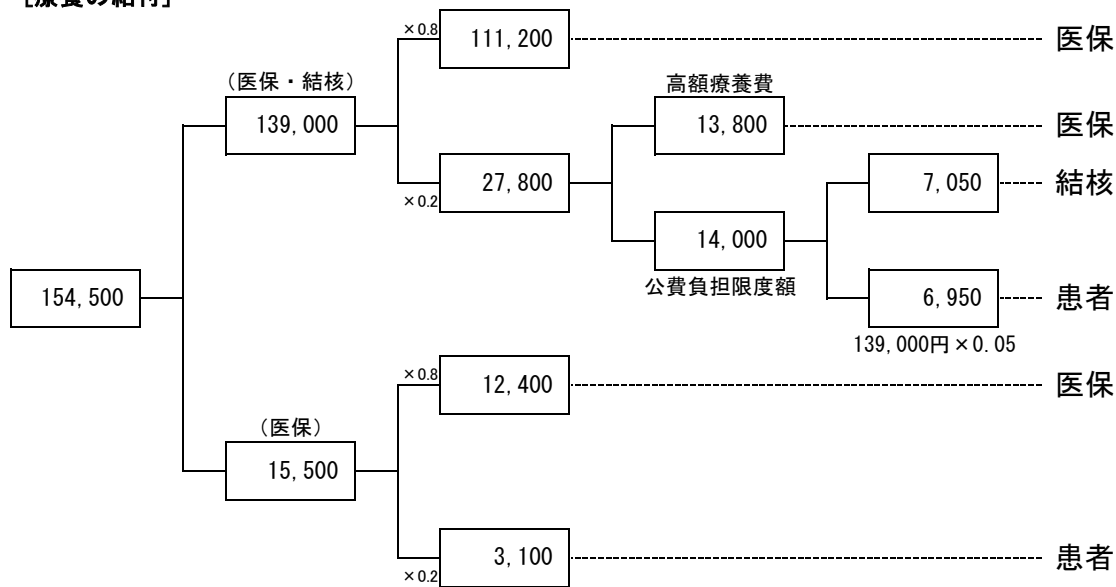 [療養の給付]
×0.8
111,200
医保
(医保・結核)
139,000
高額療養費
13,800
医保
×0.2
27,800
7,050
結核
14,000
公費負担限度額
154,500
6,950
患者
139,000円×0.05
×0.8
12,400
医保
(医保)
15,500
×0.2
3,100
患者